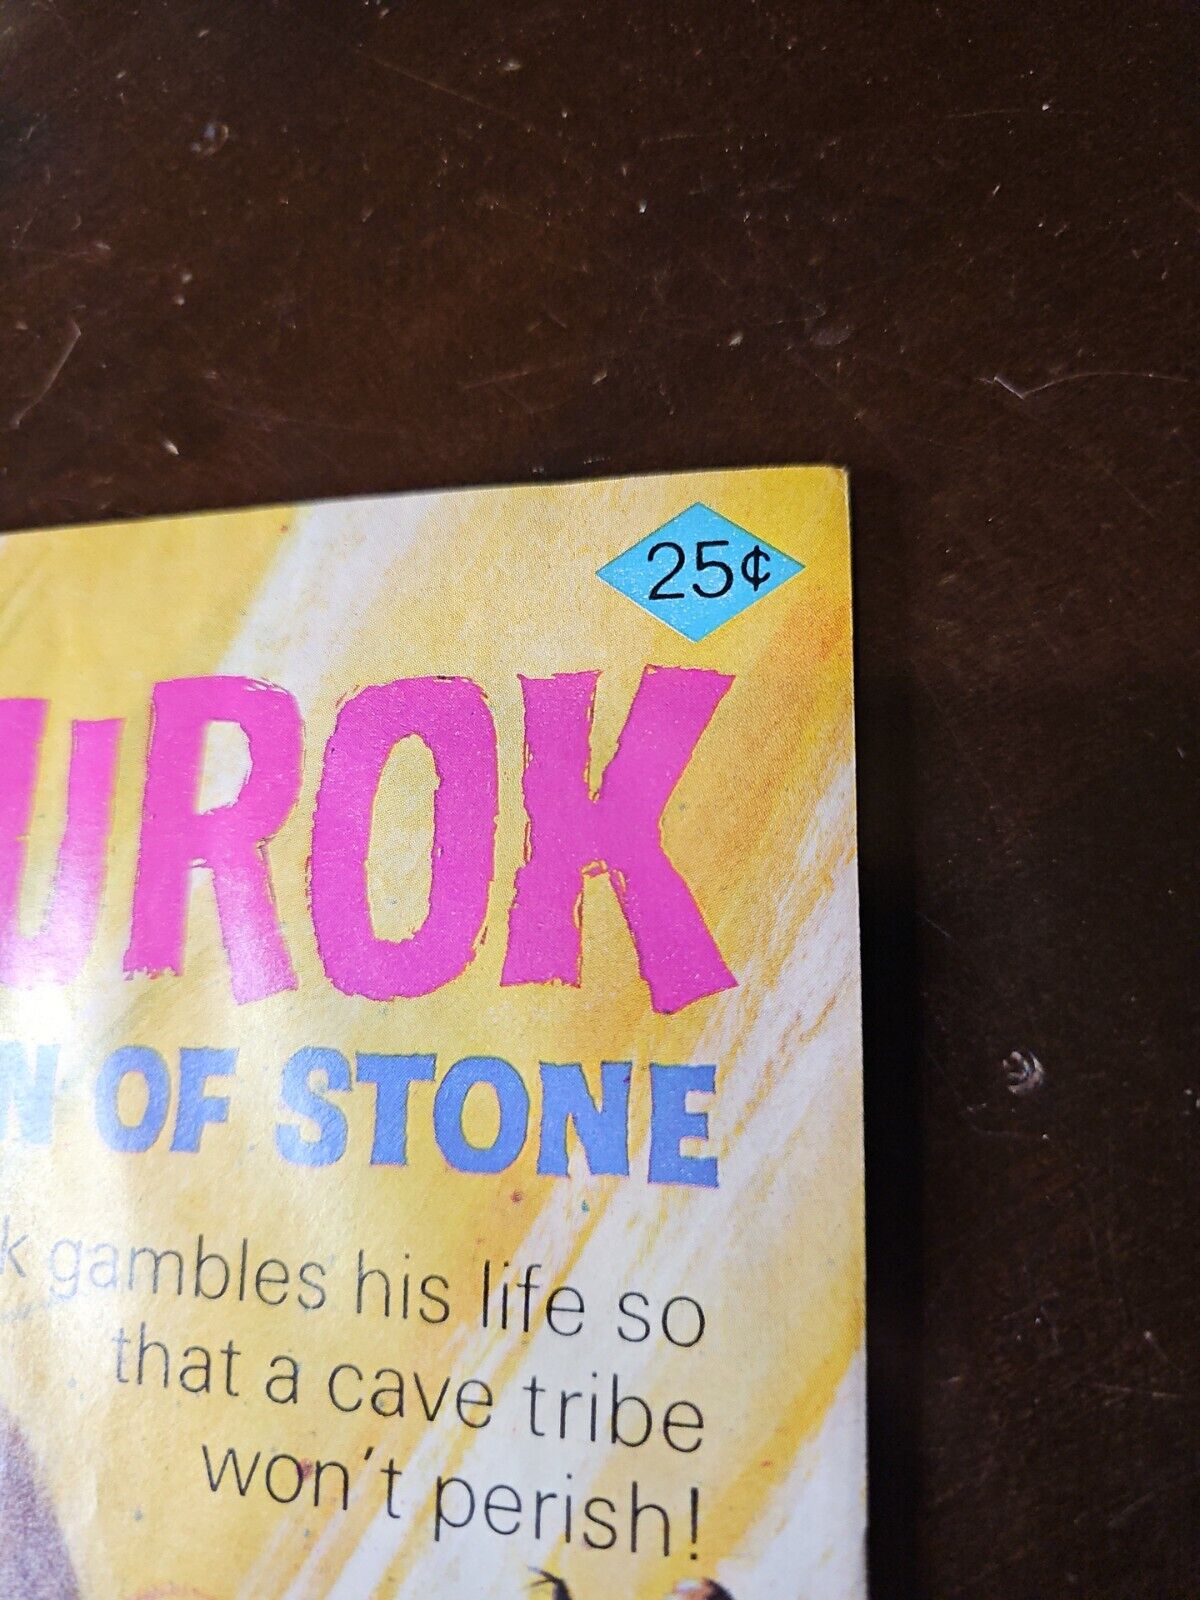 25¢
UROK
N OF STONE
k gambles his life so
that a cave tribe
won't perish!